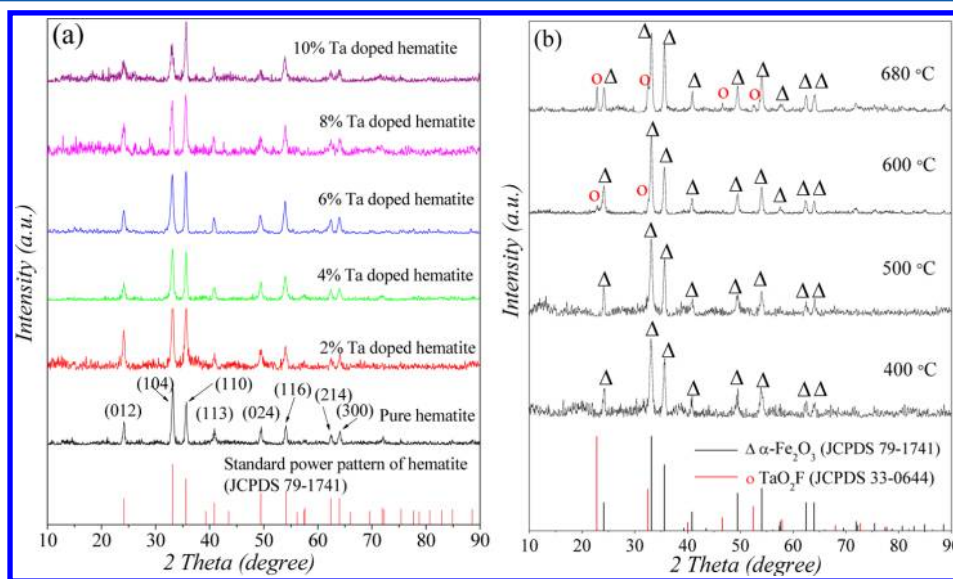 (a)
10% Ta doped hematite
8% Ta doped hematite
6% Ta doped hematite
4% Ta doped hematite
2% Ta doped hematite
(104)
(110)
(116)
(214)
(012)
(113)
(024)
(300)
Pure hematite
Standard power pattern of hematite
(JCPDS 79-1741)
10 20 30 40 50 60 70 80 90
2 Theta (degree)
Intensity (a.u.)
(b)
Δ Δ
680 °C
o Δ o Δ o Δ o Δ Δ Δ Δ
Δ
600 °C
Δ
o Δ o Δ Δ Δ Δ Δ Δ
Δ
500 °C
Δ
Δ Δ Δ Δ Δ Δ
Δ
400 °C
Δ
Δ Δ Δ Δ Δ Δ
Δ α-Fe₂O₃ (JCPDS 79-1741)
o TaO₂F (JCPDS 33-0644)
10 20 30 40 50 60 70 80 90
2 Theta (degree)
Intensity (a.u.)